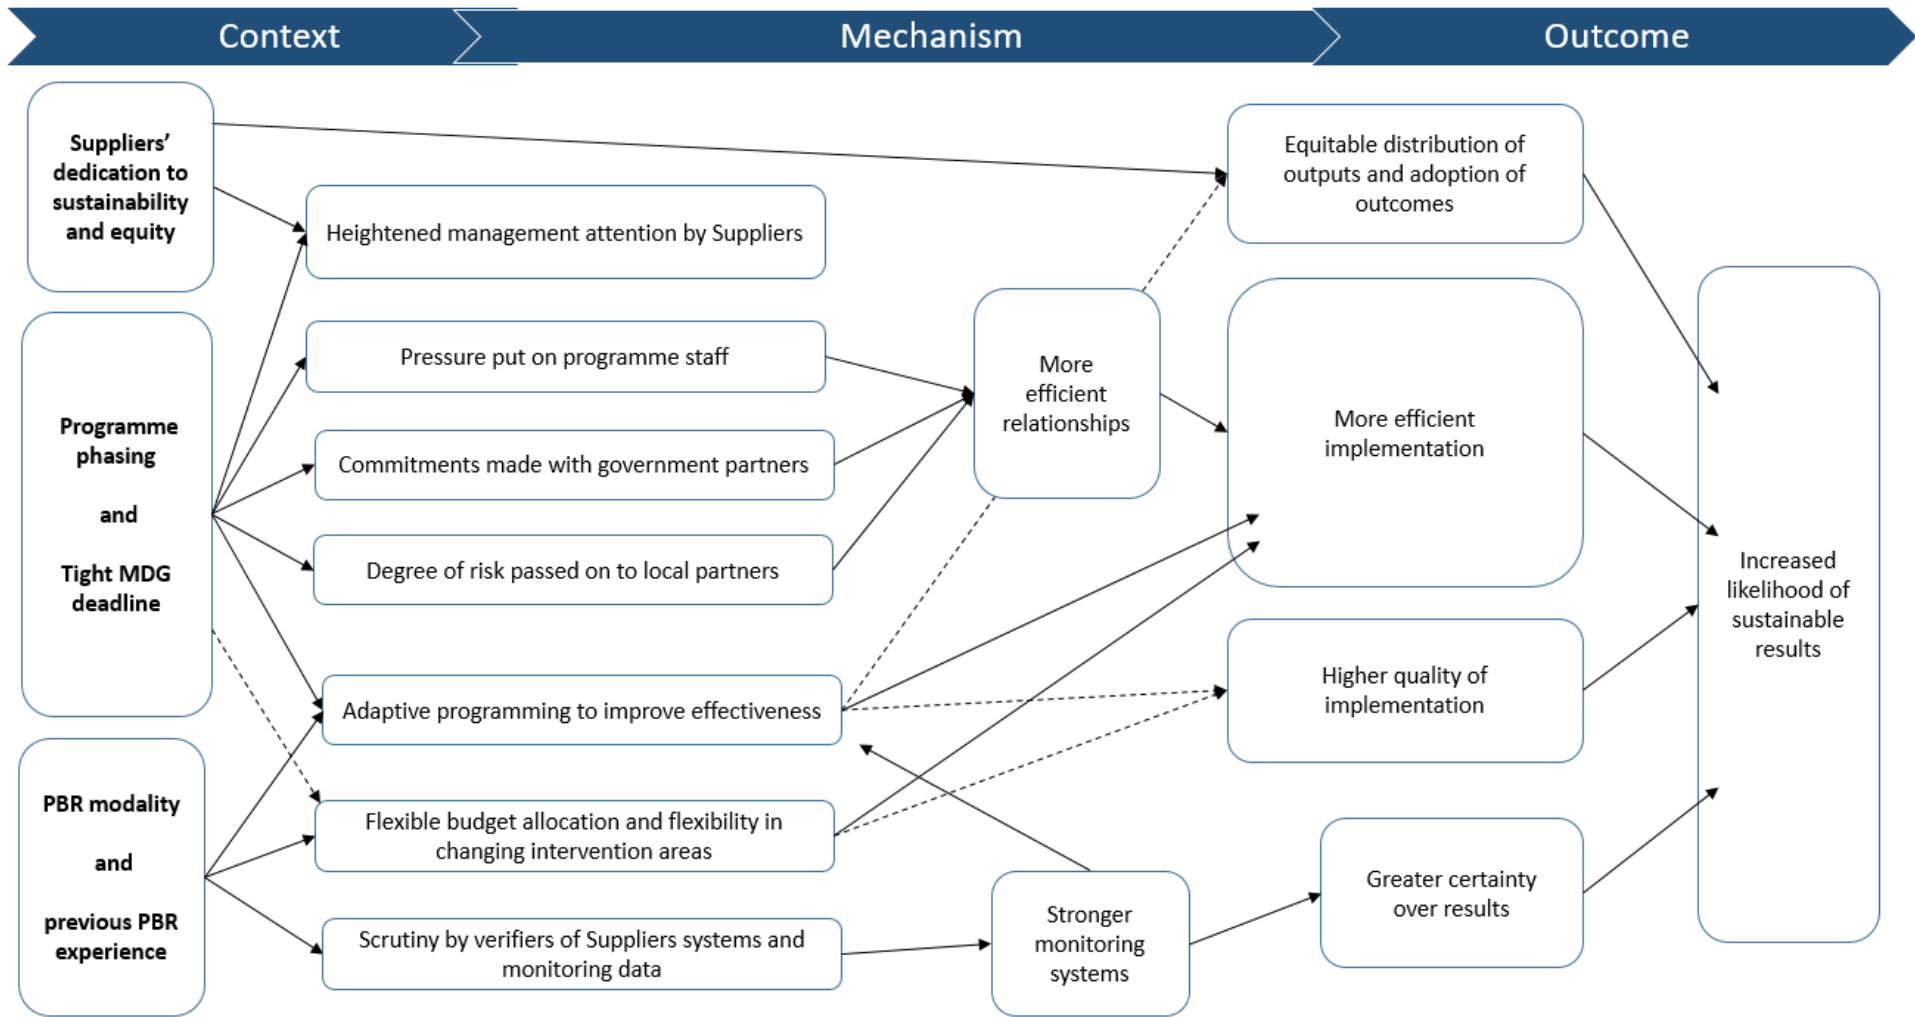 Context
Mechanism
Outcome
Suppliers’
dedication to
sustainability
and equity
Programme
phasing
and
Tight MDG
deadline
PBR modality
and
previous PBR
experience
Heightened management attention by Suppliers
Pressure put on programme staff
Commitments made with government partners
Degree of risk passed on to local partners
Adaptive programming to improve effectiveness
Flexible budget allocation and flexibility in
changing intervention areas
Scrutiny by verifiers of Suppliers systems and
monitoring data
More
efficient
relationships
Stronger
monitoring
systems
Equitable distribution of
outputs and adoption of
outcomes
More efficient
implementation
Higher quality of
implementation
Greater certainty
over results
Increased
likelihood of
sustainable
results